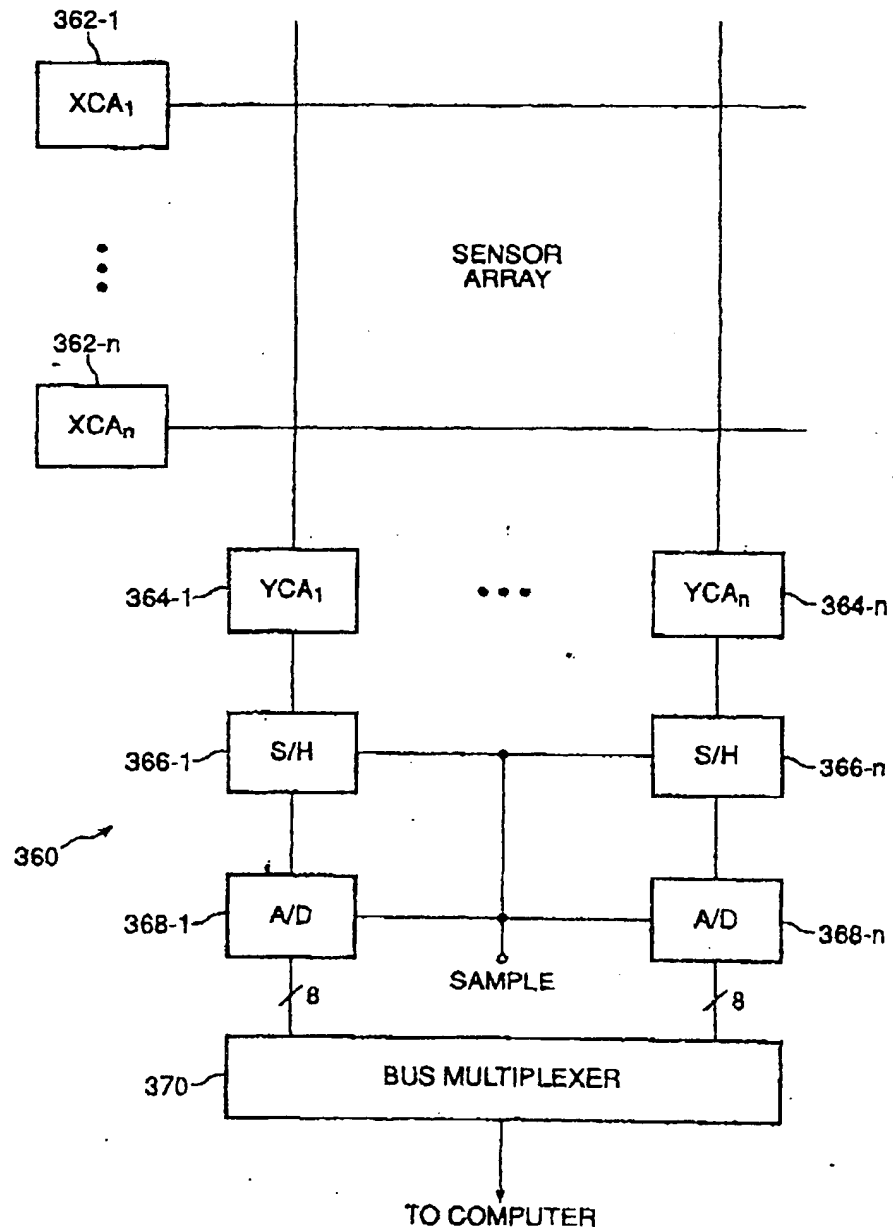 362-1
XCA1
SENSOR
ARRAY
362-n
XCAn
364-1
YCA1
YCAn
364-n
366-1
S/H
S/H
366-n
360
368-1
A/D
A/D
368-n
SAMPLE
8
8
370
BUS MULTIPLEXER
TO COMPUTER